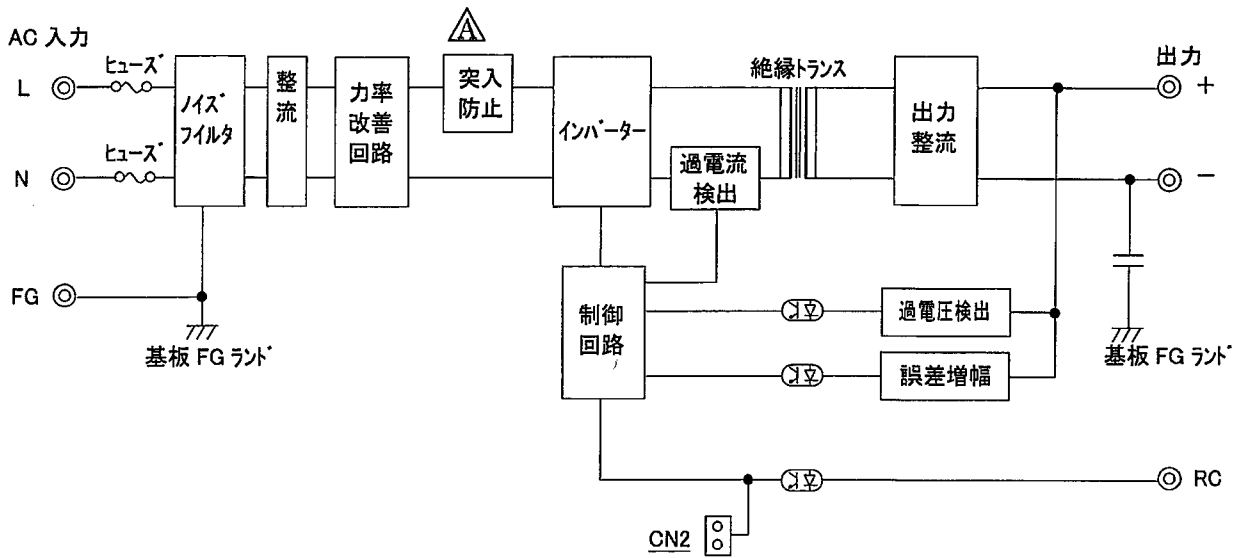 AC 入力
L
ヒューズ
N
ヒューズ
FG
ノイズ
フィルタ
基板 FG ランド
整
流
力率
改善
回路
A
突入
防止
インバーター
過電流
検出
絶縁トランス
出力
整流
出力
+
−
基板 FG ランド
制御
回路
過電圧検出
誤差増幅
RC
CN2